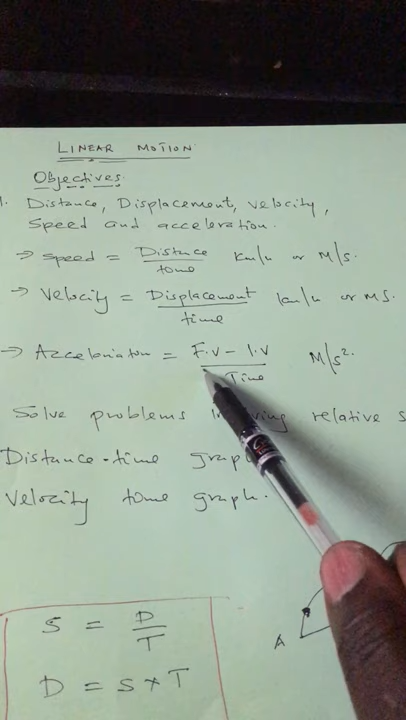 LINEAR MOTION
Objectives
1. Distance, Displacement, velocity,
Speed and acceleration.
→ Speed = Distance / time Km/h or M/s.
→ Velocity = Displacement / time km/h or MS.
→ Acceleration = F.V - I.V / Time M/s².
Solve problems relative
Distance-time
Velocity time graph.
S = D / T
D = S × T
A